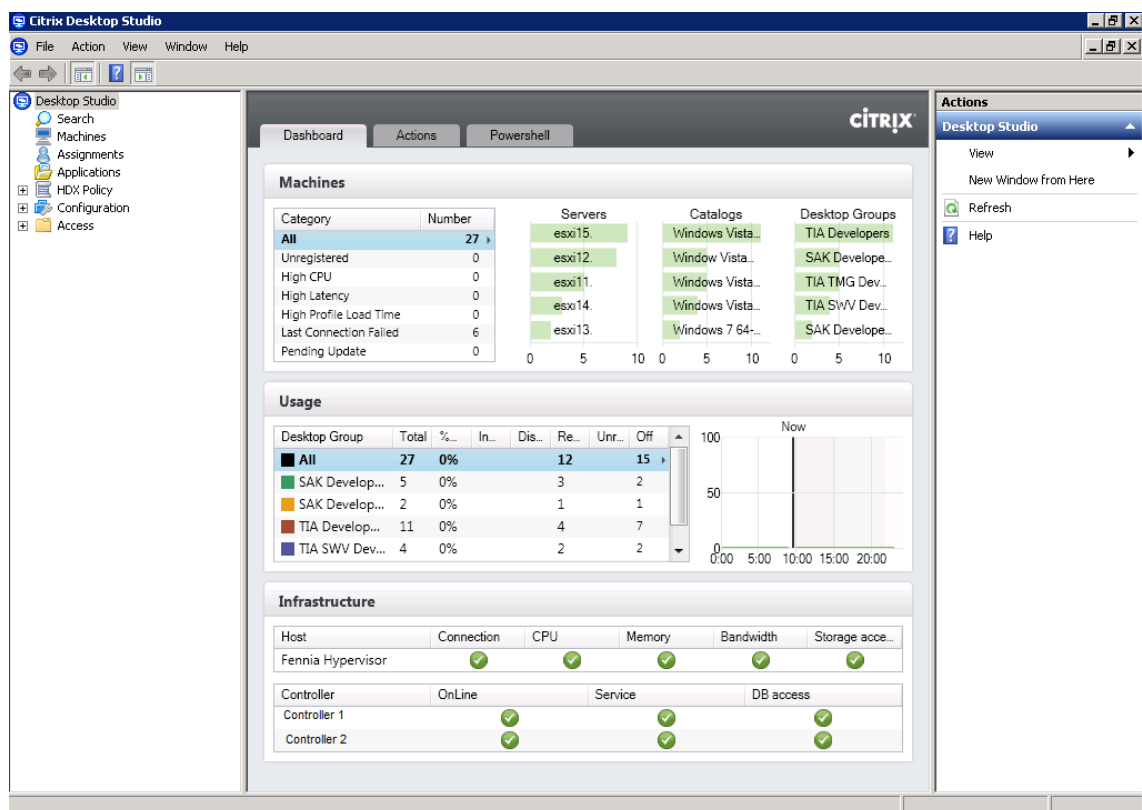 Citrix Desktop Studio
File Action View Window Help
Desktop Studio
Search
Machines
Assignments
Applications
HDX Policy
Configuration
Access
CITRIX
Dashboard Actions Powershell
Machines
Category Number
All 27
Unregistered 0
High CPU 0
High Latency 0
High Profile Load Time 0
Last Connection Failed 6
Pending Update 0
Servers
esxi15.
esxi12.
esxi11.
esxi14.
esxi13.
0 5 10
Catalogs
Windows Vista...
Window Vista...
Windows Vista...
Windows Vista...
Windows 7 64-...
0 5 10
Desktop Groups
TIA Developers
SAK Develope...
TIA TMG Dev...
TIA SWV Dev...
SAK Develope...
0 5 10
Usage
Desktop Group Total %... In... Dis... Re... Unr... Off
All 27 0% 12 15
SAK Develop... 5 0% 3 2
SAK Develop... 2 0% 1 1
TIA Develop... 11 0% 4 7
TIA SWV Dev... 4 0% 2 2
Now
100
50
0
0:00 5:00 10:00 15:00 20:00
Infrastructure
Host Connection CPU Memory Bandwidth Storage acce...
Fennia Hypervisor
Controller OnLine Service DB access
Controller 1
Controller 2
Actions
Desktop Studio
View
New Window from Here
Refresh
Help